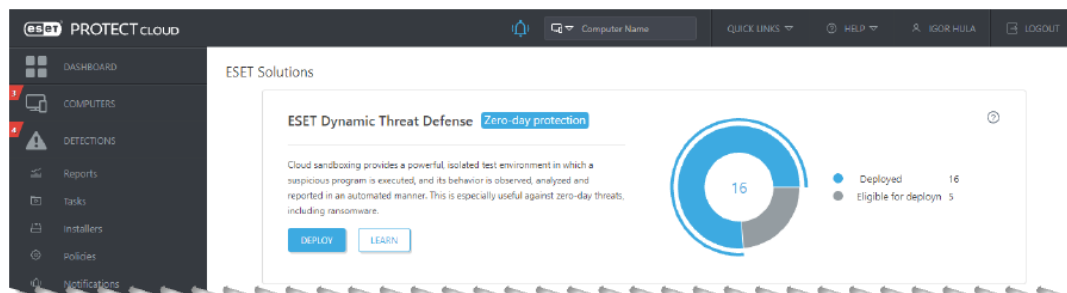 eset PROTECT CLOUD
Computer Name
QUICK LINKS
HELP
IGOR HULA
LOGOUT
DASHBOARD
3
COMPUTERS
4
DETECTIONS
Reports
Tasks
Installers
Policies
Notifications
ESET Solutions
ESET Dynamic Threat Defense Zero-day protection
Cloud sandboxing provides a powerful, isolated test environment in which a
suspicious program is executed, and its behavior is observed, analyzed and
reported in an automated manner. This is especially useful against zero-day threats,
including ransomware.
DEPLOY LEARN
16
Deployed 16
Eligible for deployn 5